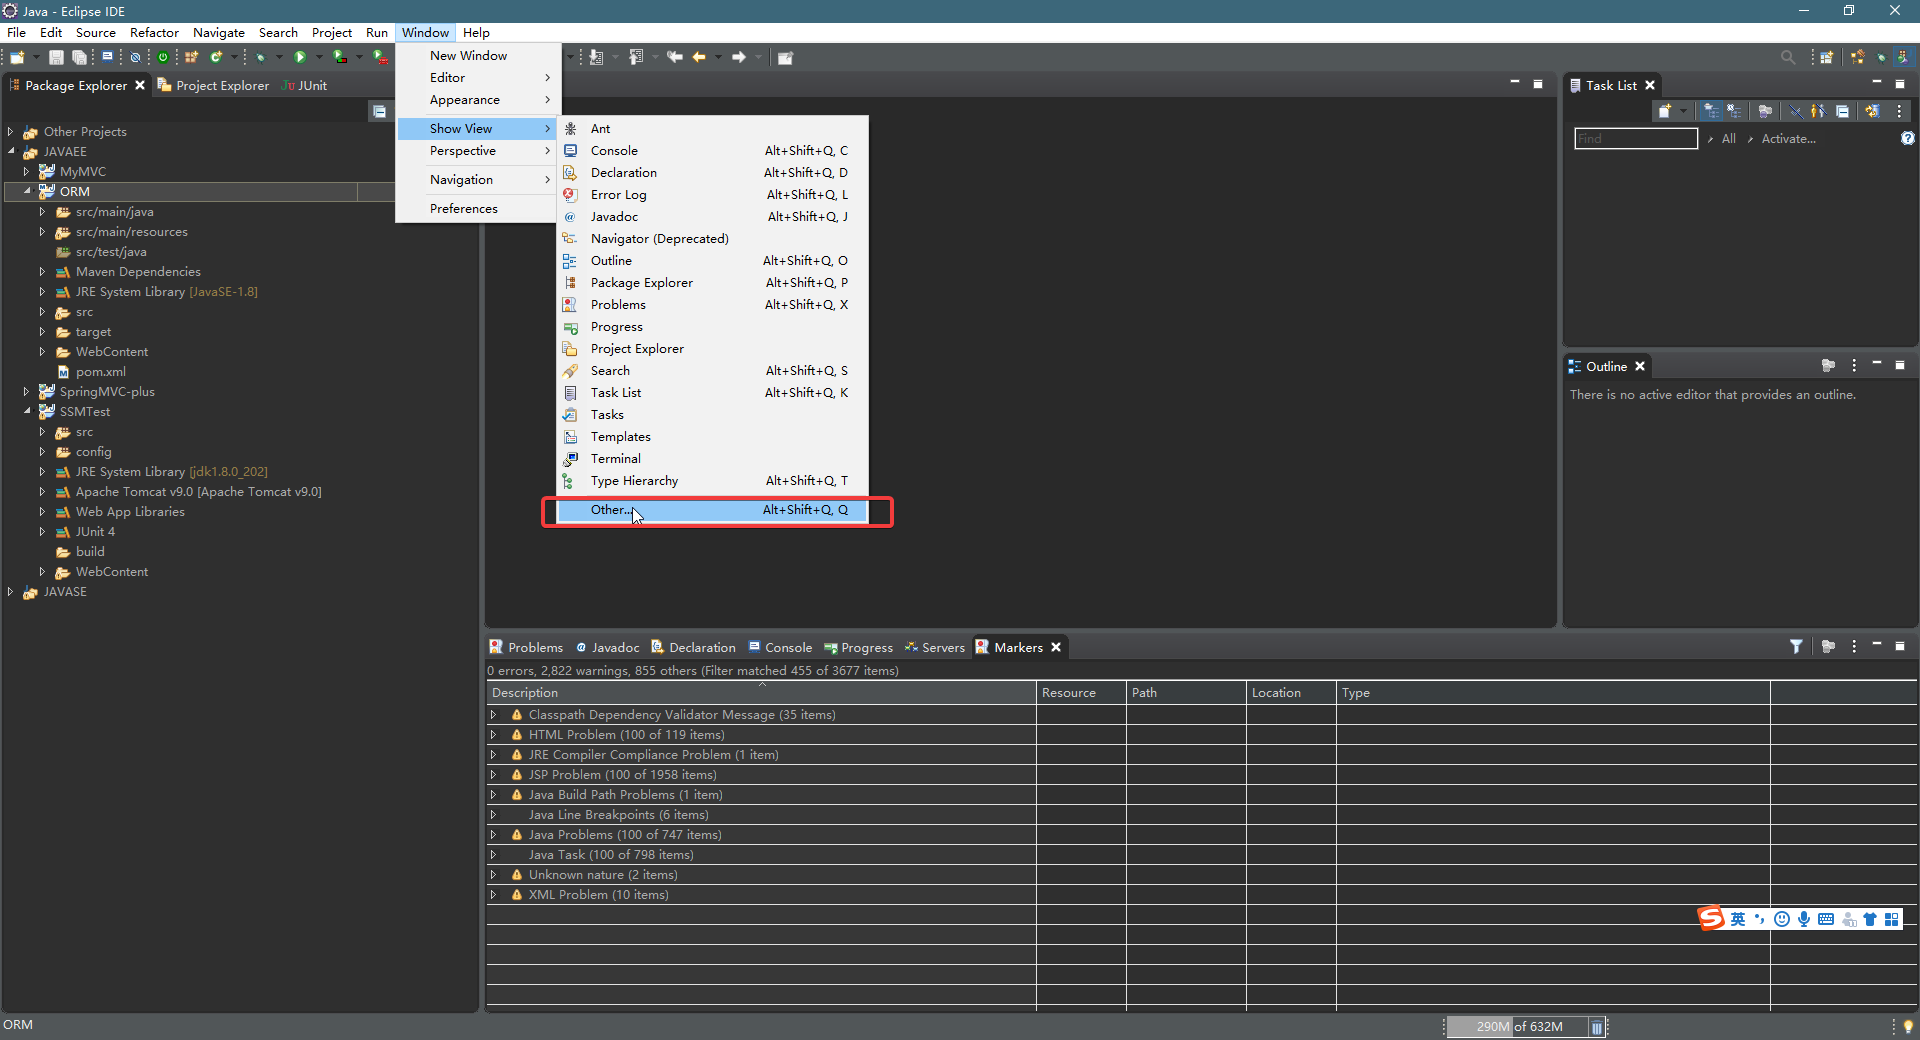 Java - Eclipse IDE
File Edit Source Refactor Navigate Search Project Run Window Help
New Window
Editor
Appearance
Show View
Perspective
Navigation
Preferences
Ant
Console Alt+Shift+Q, C
Declaration Alt+Shift+Q, D
Error Log Alt+Shift+Q, L
Javadoc Alt+Shift+Q, J
Navigator (Deprecated)
Outline Alt+Shift+Q, O
Package Explorer Alt+Shift+Q, P
Problems Alt+Shift+Q, X
Progress
Project Explorer
Search Alt+Shift+Q, S
Task List Alt+Shift+Q, K
Tasks
Templates
Terminal
Type Hierarchy Alt+Shift+Q, T
Other... Alt+Shift+Q, Q
Package Explorer Project Explorer JUnit
Other Projects
JAVAEE
MyMVC
ORM
src/main/java
src/main/resources
src/test/java
Maven Dependencies
JRE System Library [JavaSE-1.8]
src
target
WebContent
pom.xml
SpringMVC-plus
SSMTest
src
config
JRE System Library [jdk1.8.0_202]
Apache Tomcat v9.0 [Apache Tomcat v9.0]
Web App Libraries
JUnit 4
build
WebContent
JAVASE
Task List
Find All Activate...
Outline
There is no active editor that provides an outline.
Problems Javadoc Declaration Console Progress Servers Markers
0 errors, 2,822 warnings, 855 others (Filter matched 455 of 3677 items)
Description Resource Path Location Type
Classpath Dependency Validator Message (35 items)
HTML Problem (100 of 119 items)
JRE Compiler Compliance Problem (1 item)
JSP Problem (100 of 1958 items)
Java Build Path Problems (1 item)
Java Line Breakpoints (6 items)
Java Problems (100 of 747 items)
Java Task (100 of 798 items)
Unknown nature (2 items)
XML Problem (10 items)
英
ORM
290M of 632M